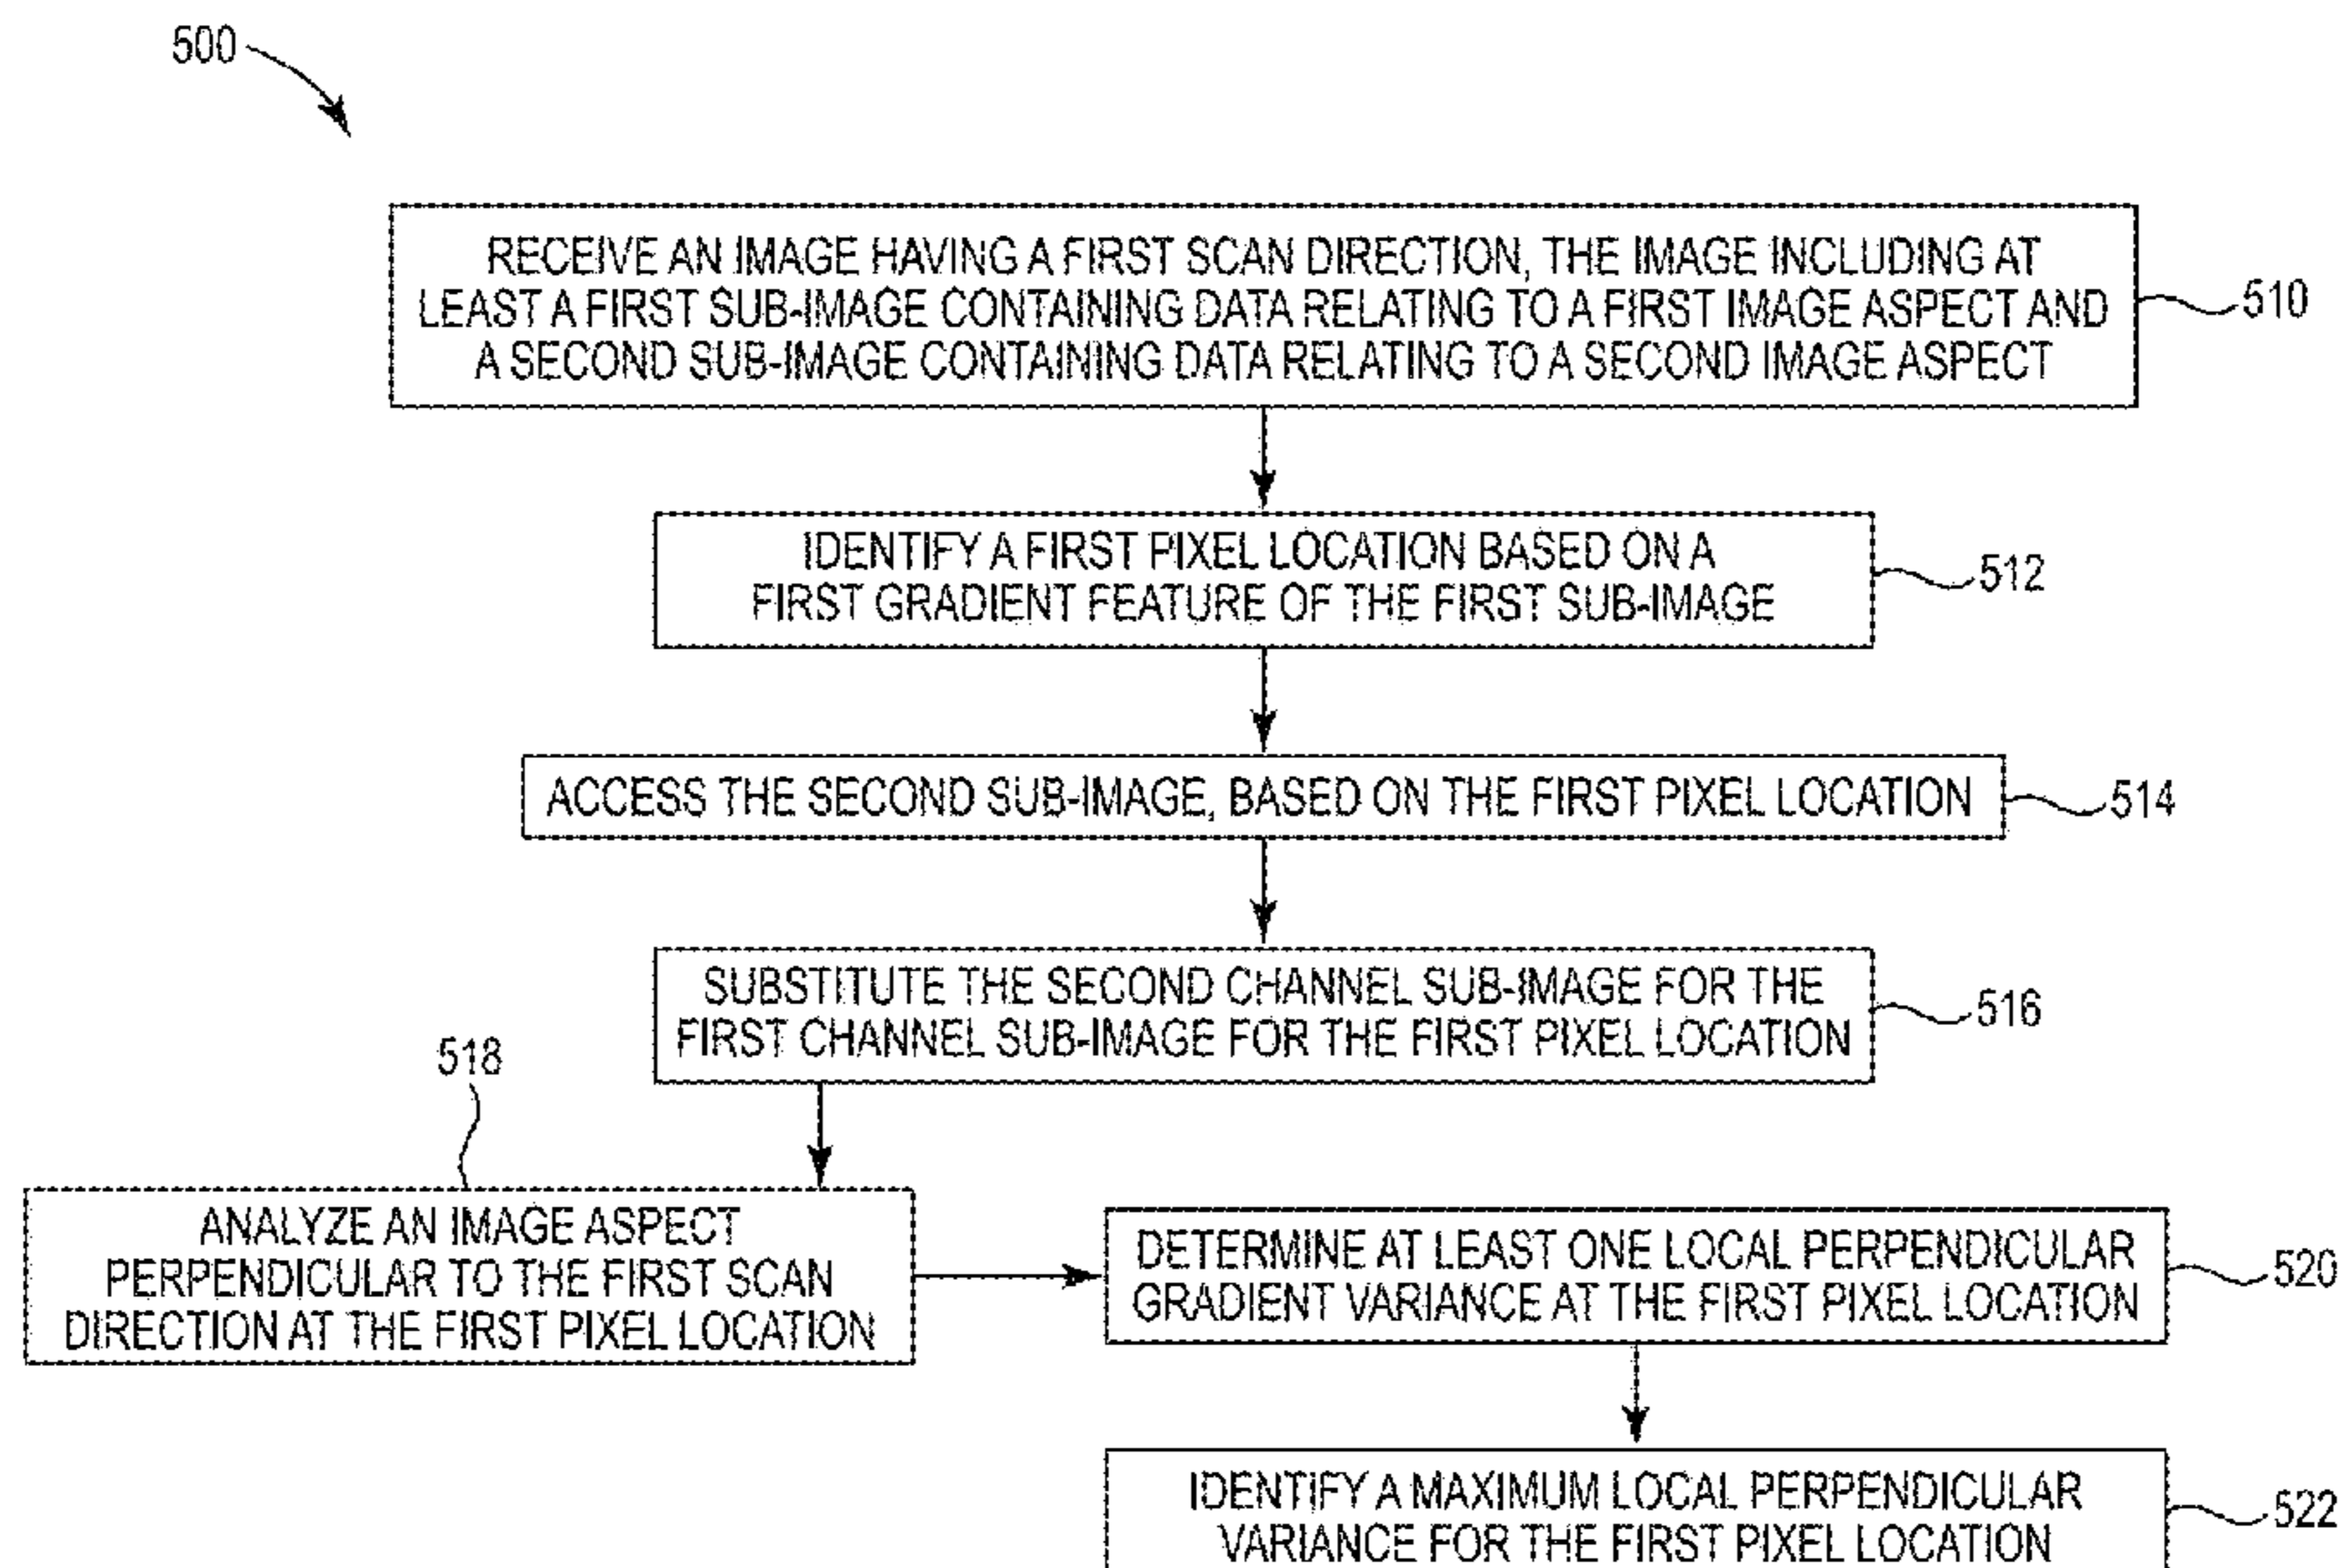 500
RECEIVE AN IMAGE HAVING A FIRST SCAN DIRECTION, THE IMAGE INCLUDING AT
LEAST A FIRST SUB-IMAGE CONTAINING DATA RELATING TO A FIRST IMAGE ASPECT AND
A SECOND SUB-IMAGE CONTAINING DATA RELATING TO A SECOND IMAGE ASPECT
510
IDENTIFY A FIRST PIXEL LOCATION BASED ON A
FIRST GRADIENT FEATURE OF THE FIRST SUB-IMAGE
512
ACCESS THE SECOND SUB-IMAGE, BASED ON THE FIRST PIXEL LOCATION
514
SUBSTITUTE THE SECOND CHANNEL SUB-IMAGE FOR THE
FIRST CHANNEL SUB-IMAGE FOR THE FIRST PIXEL LOCATION
516
518
ANALYZE AN IMAGE ASPECT
PERPENDICULAR TO THE FIRST SCAN
DIRECTION AT THE FIRST PIXEL LOCATION
DETERMINE AT LEAST ONE LOCAL PERPENDICULAR
GRADIENT VARIANCE AT THE FIRST PIXEL LOCATION
520
IDENTIFY A MAXIMUM LOCAL PERPENDICULAR
VARIANCE FOR THE FIRST PIXEL LOCATION
522